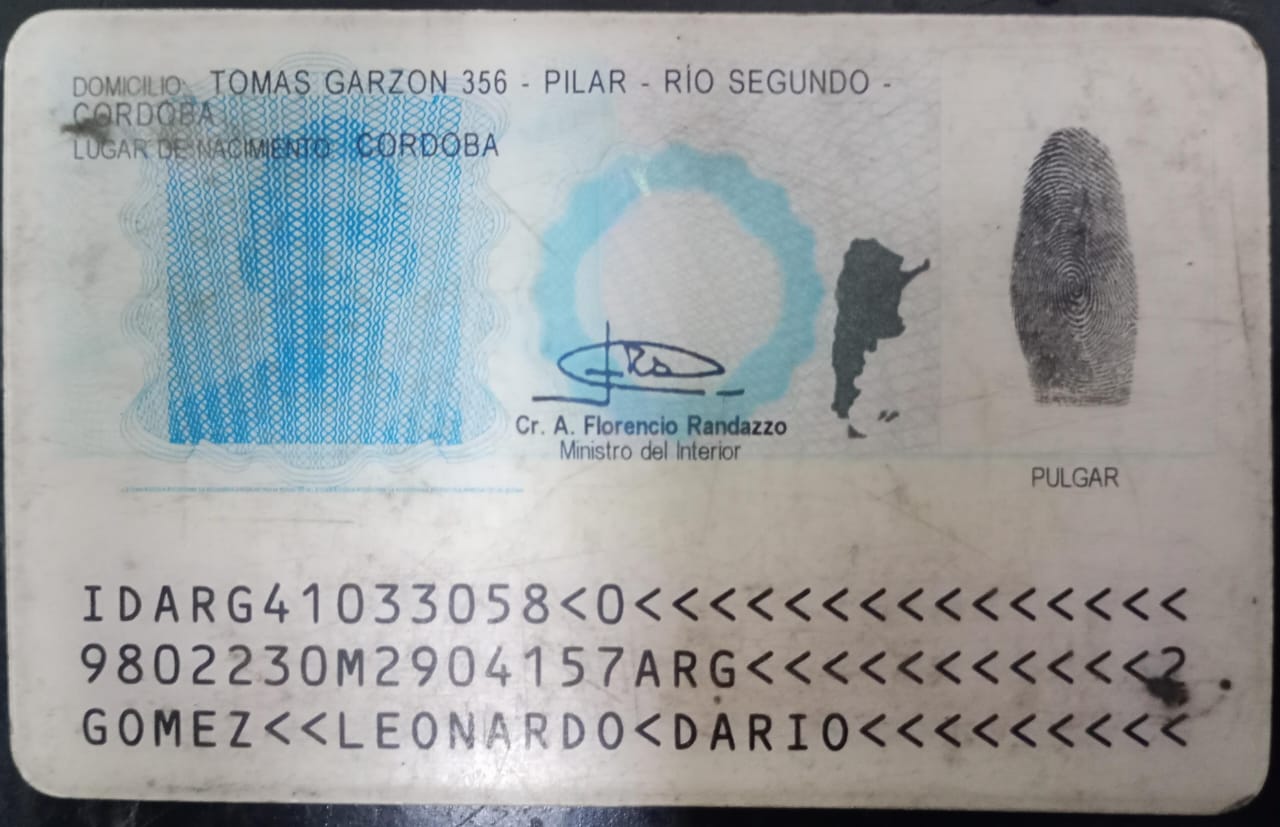 DOMICILIO: TOMAS GARZON 356 - PILAR - RÍO SEGUNDO -
CORDOBA
LUGAR DE NACIMIENTO: CORDOBA
Cr. A. Florencio Randazzo
Ministro del Interior
PULGAR
IDARG41033058<0<<<<<<<<<<<<<<<
9802230M2904157ARG<<<<<<<<<<<2
GOMEZ<<LEONARDO<DARIO<<<<<<<<<